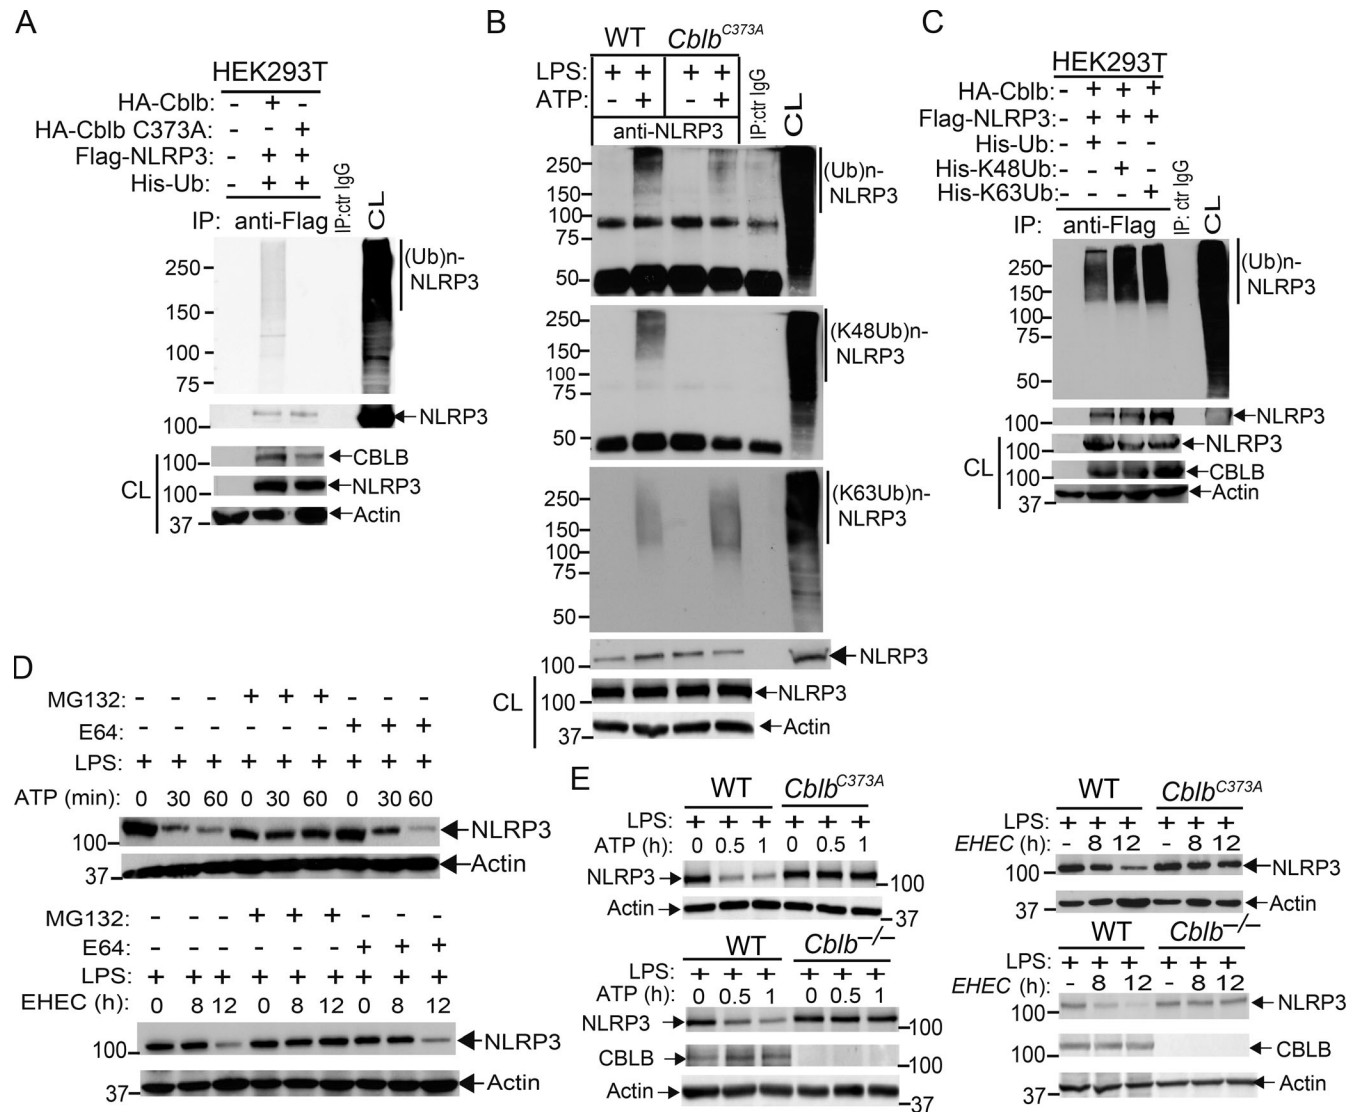 A
HEK293T
HA-Cblb: - + -
HA-Cblb C373A: - - +
Flag-NLRP3: - + +
His-Ub: - + +
IP: anti-Flag
IP:ctr IgG
CL
250
150
100
75
(Ub)n-
NLRP3
100
NLRP3
CL
100
CBLB
100
NLRP3
37
Actin
B
WT Cblb^C373A
LPS: + + + +
ATP: - + - +
anti-NLRP3
IP:ctr IgG
CL
250
150
100
75
50
(Ub)n-
NLRP3
250
150
100
75
50
(K48Ub)n-
NLRP3
250
150
100
75
50
(K63Ub)n-
NLRP3
100
NLRP3
CL
100
NLRP3
37
Actin
C
HEK293T
HA-Cblb: - + + +
Flag-NLRP3: - + + +
His-Ub: - + - -
His-K48Ub: - - + -
His-K63Ub: - - - +
IP: anti-Flag
IP: ctr IgG
CL
250
150
100
75
50
(Ub)n-
NLRP3
100
NLRP3
CL
100
NLRP3
100
CBLB
37
Actin
D
MG132: - - - + + + - - -
E64: - - - - - - + + +
LPS: + + + + + + + + +
ATP (min): 0 30 60 0 30 60 0 30 60
100
NLRP3
37
Actin
MG132: - - - + + + - - -
E64: - - - - - - + + +
LPS: + + + + + + + + +
EHEC (h): 0 8 12 0 8 12 0 8 12
100
NLRP3
37
Actin
E
WT Cblb^C373A
LPS: + + + + + +
ATP (h): 0 0.5 1 0 0.5 1
NLRP3
100
Actin
37
WT Cblb–/–
LPS: + + + + + +
ATP (h): 0 0.5 1 0 0.5 1
NLRP3
100
CBLB
100
Actin
37
WT Cblb^C373A
LPS: + + + + + +
EHEC (h): - 8 12 - 8 12
100
NLRP3
37
Actin
WT Cblb–/–
LPS: + + + + + +
EHEC (h): - 8 12 - 8 12
100
NLRP3
100
CBLB
37
Actin